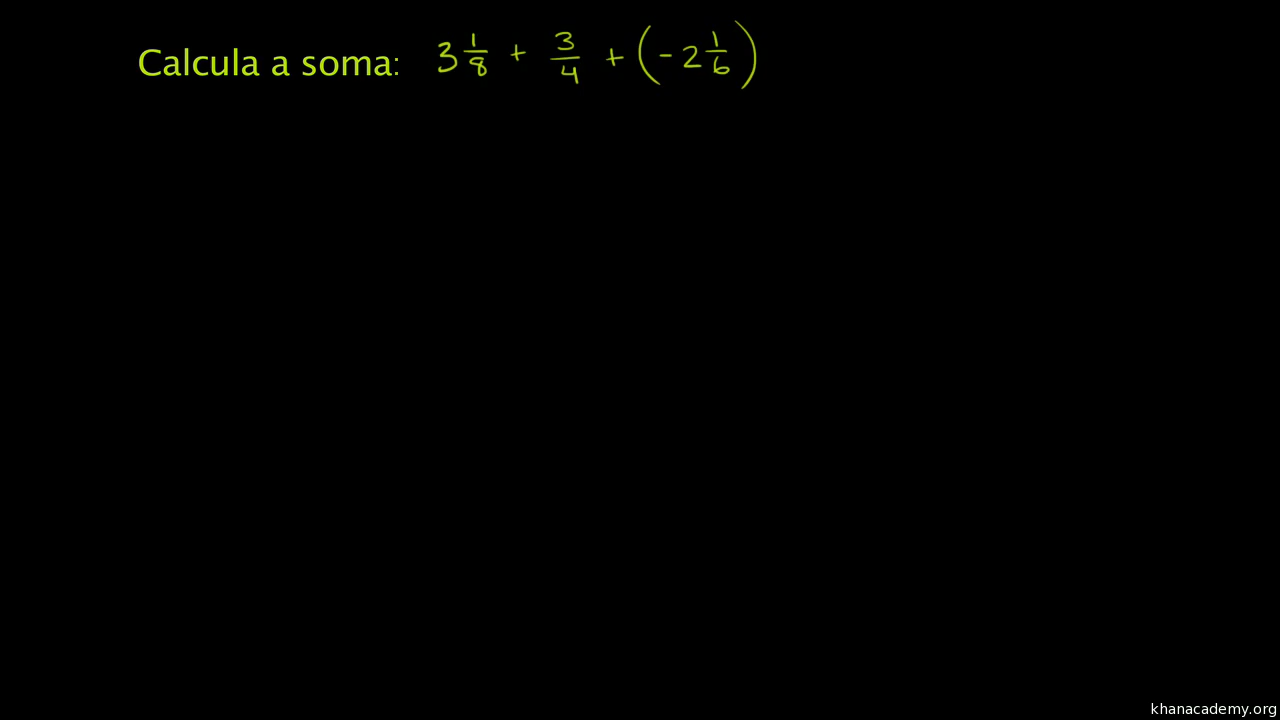 Calcula a soma: 3 1/8 + 3/4 + (-2 1/6)
khanacademy.org